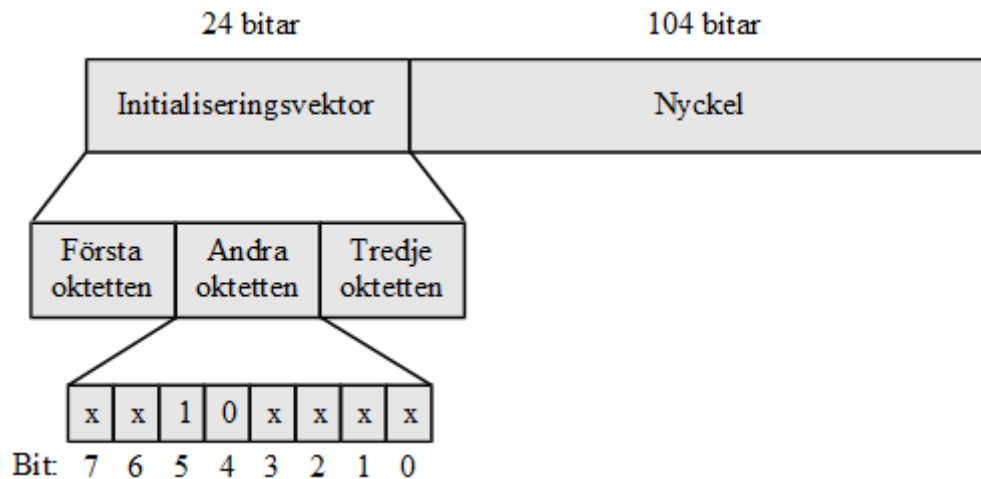 24 bitar 104 bitar
Initialiseringsvektor Nyckel
Första Andra Tredje
oktetten oktetten oktetten
x x 1 0 x x x x
Bit: 7 6 5 4 3 2 1 0